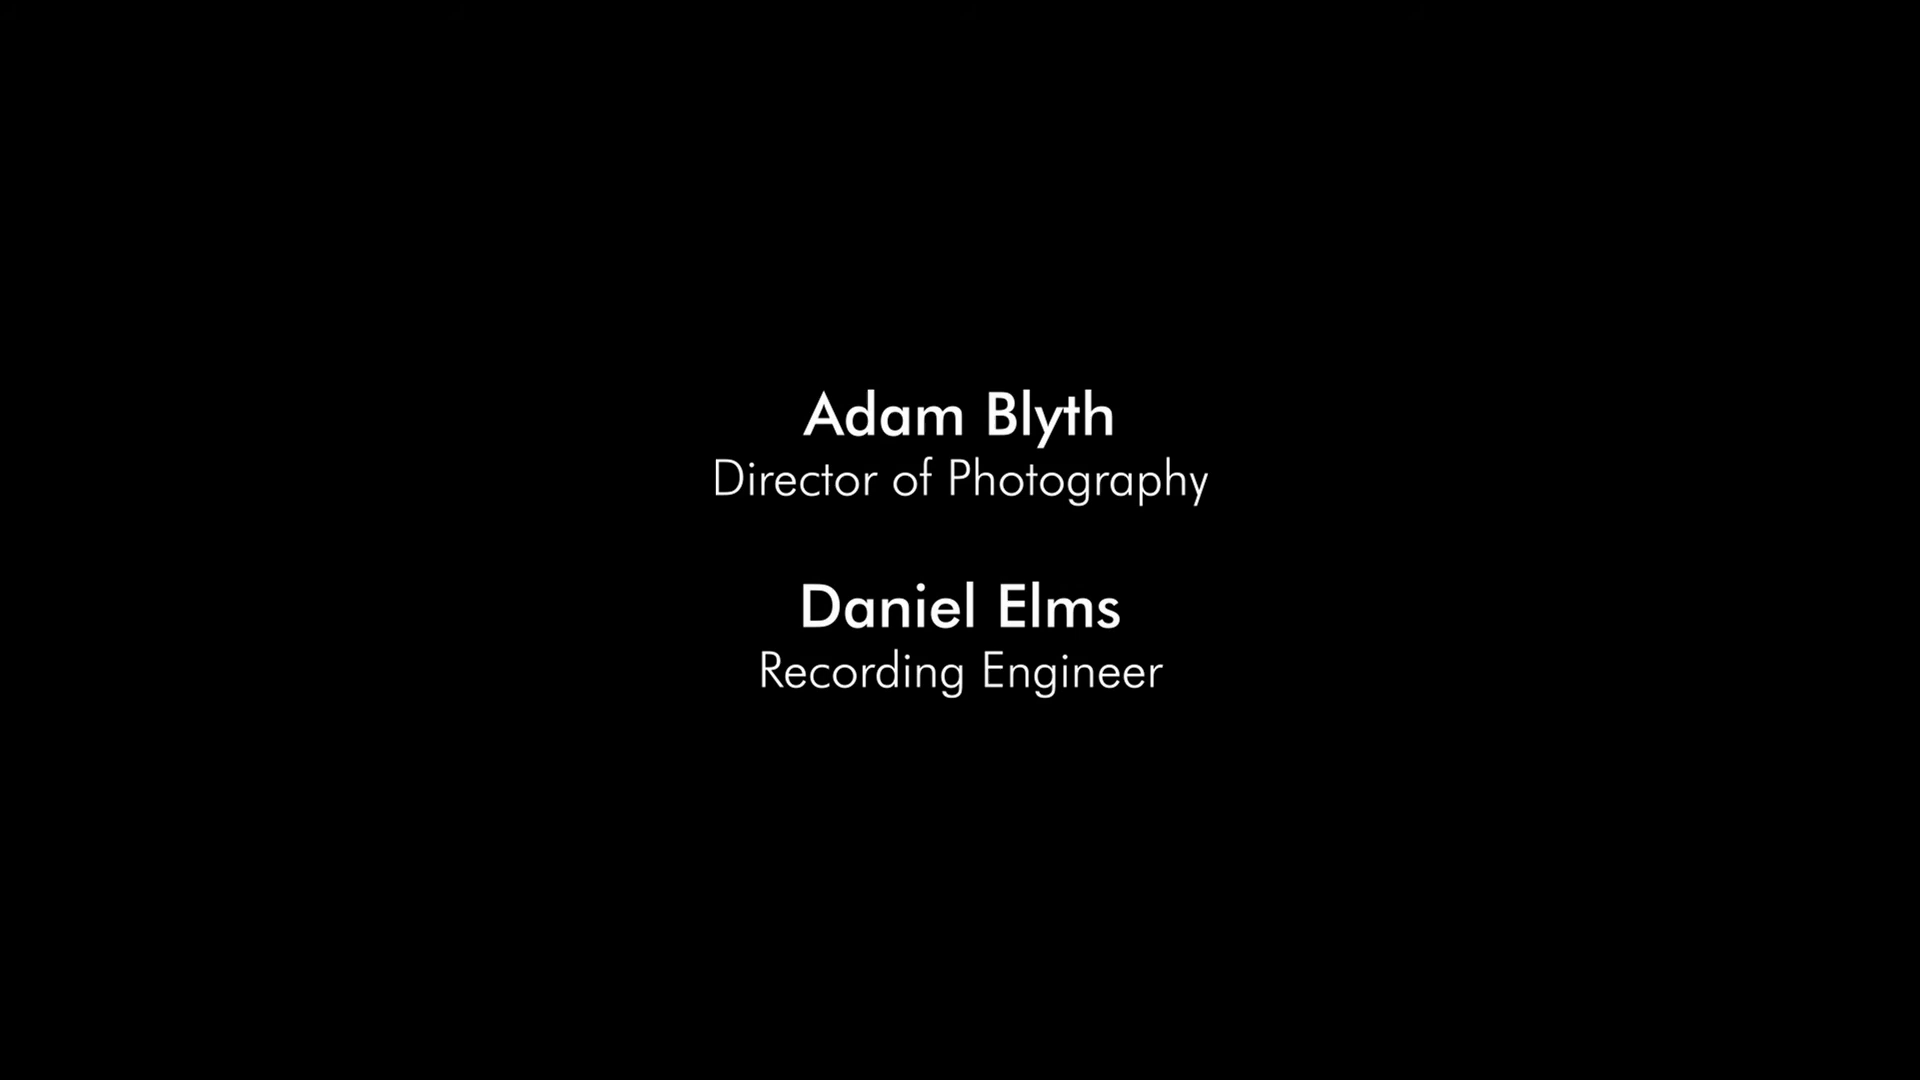 Adam Blyth
Director of Photography
Daniel Elms
Recording Engineer